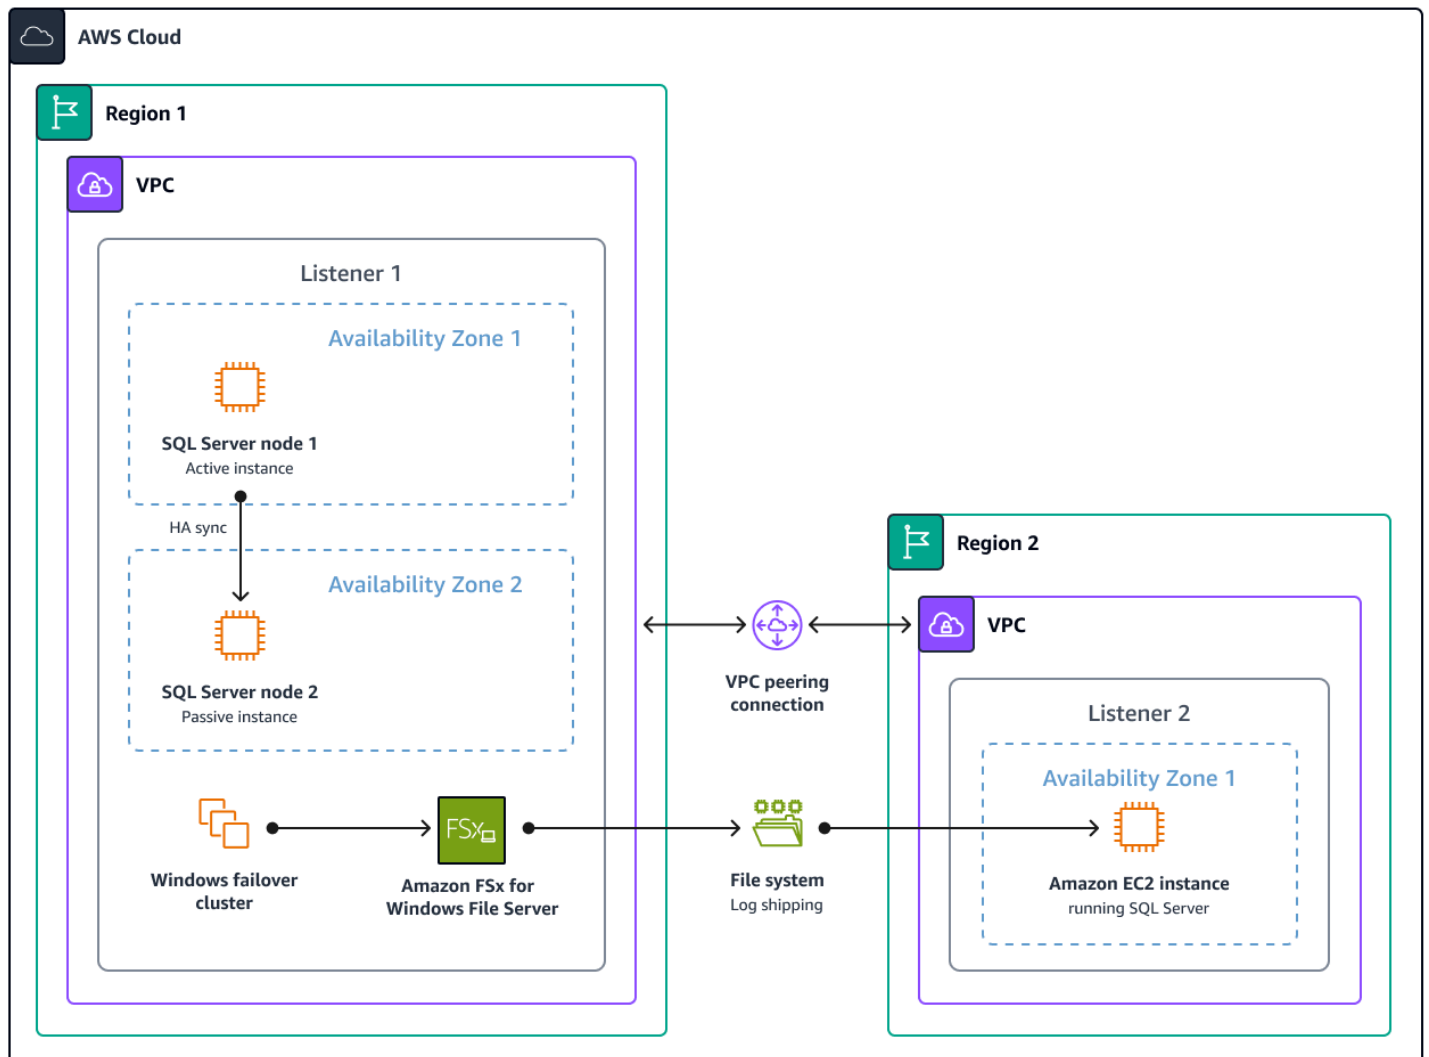 AWS Cloud
Region 1
VPC
Listener 1
Availability Zone 1
SQL Server node 1
Active instance
HA sync
Availability Zone 2
SQL Server node 2
Passive instance
Windows failover
cluster
FSx
Amazon FSx for
Windows File Server
VPC peering
connection
File system
Log shipping
Region 2
VPC
Listener 2
Availability Zone 1
Amazon EC2 instance
running SQL Server